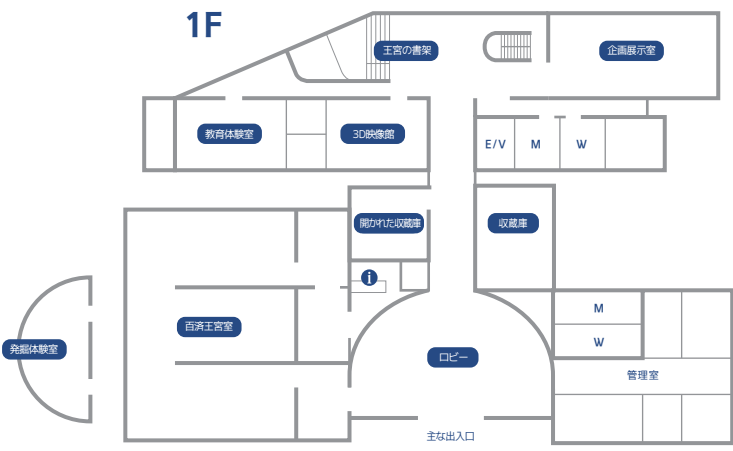 1F
王宮の書架
企画展示室
教育体験室
3D映像館
E/V
M
W
開かれた収蔵庫
収蔵庫
i
M
百済王宮室
W
発掘体験室
ロビー
管理室
主な出入口